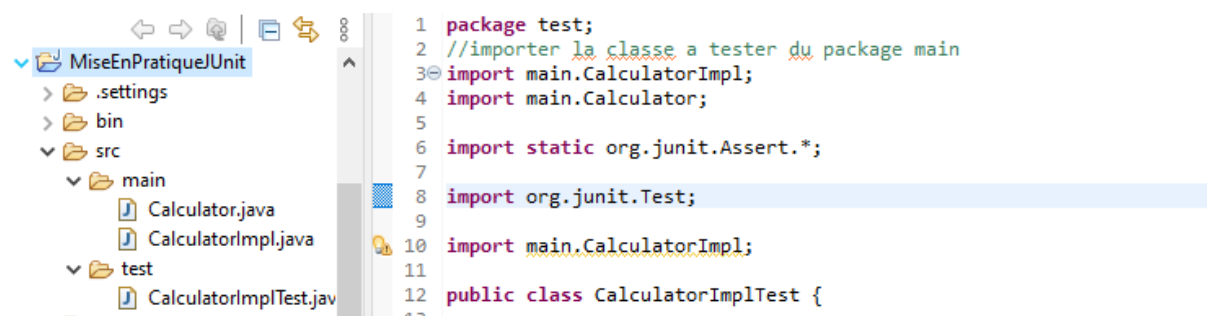 MiseEnPratiqueJUnit
.settings
bin
src
main
Calculator.java
CalculatorImpl.java
test
CalculatorImplTest.jav
1 package test;
2 //importer la classe a tester du package main
3 import main.CalculatorImpl;
4 import main.Calculator;
5
6 import static org.junit.Assert.*;
7
8 import org.junit.Test;
9
10 import main.CalculatorImpl;
11
12 public class CalculatorImplTest {